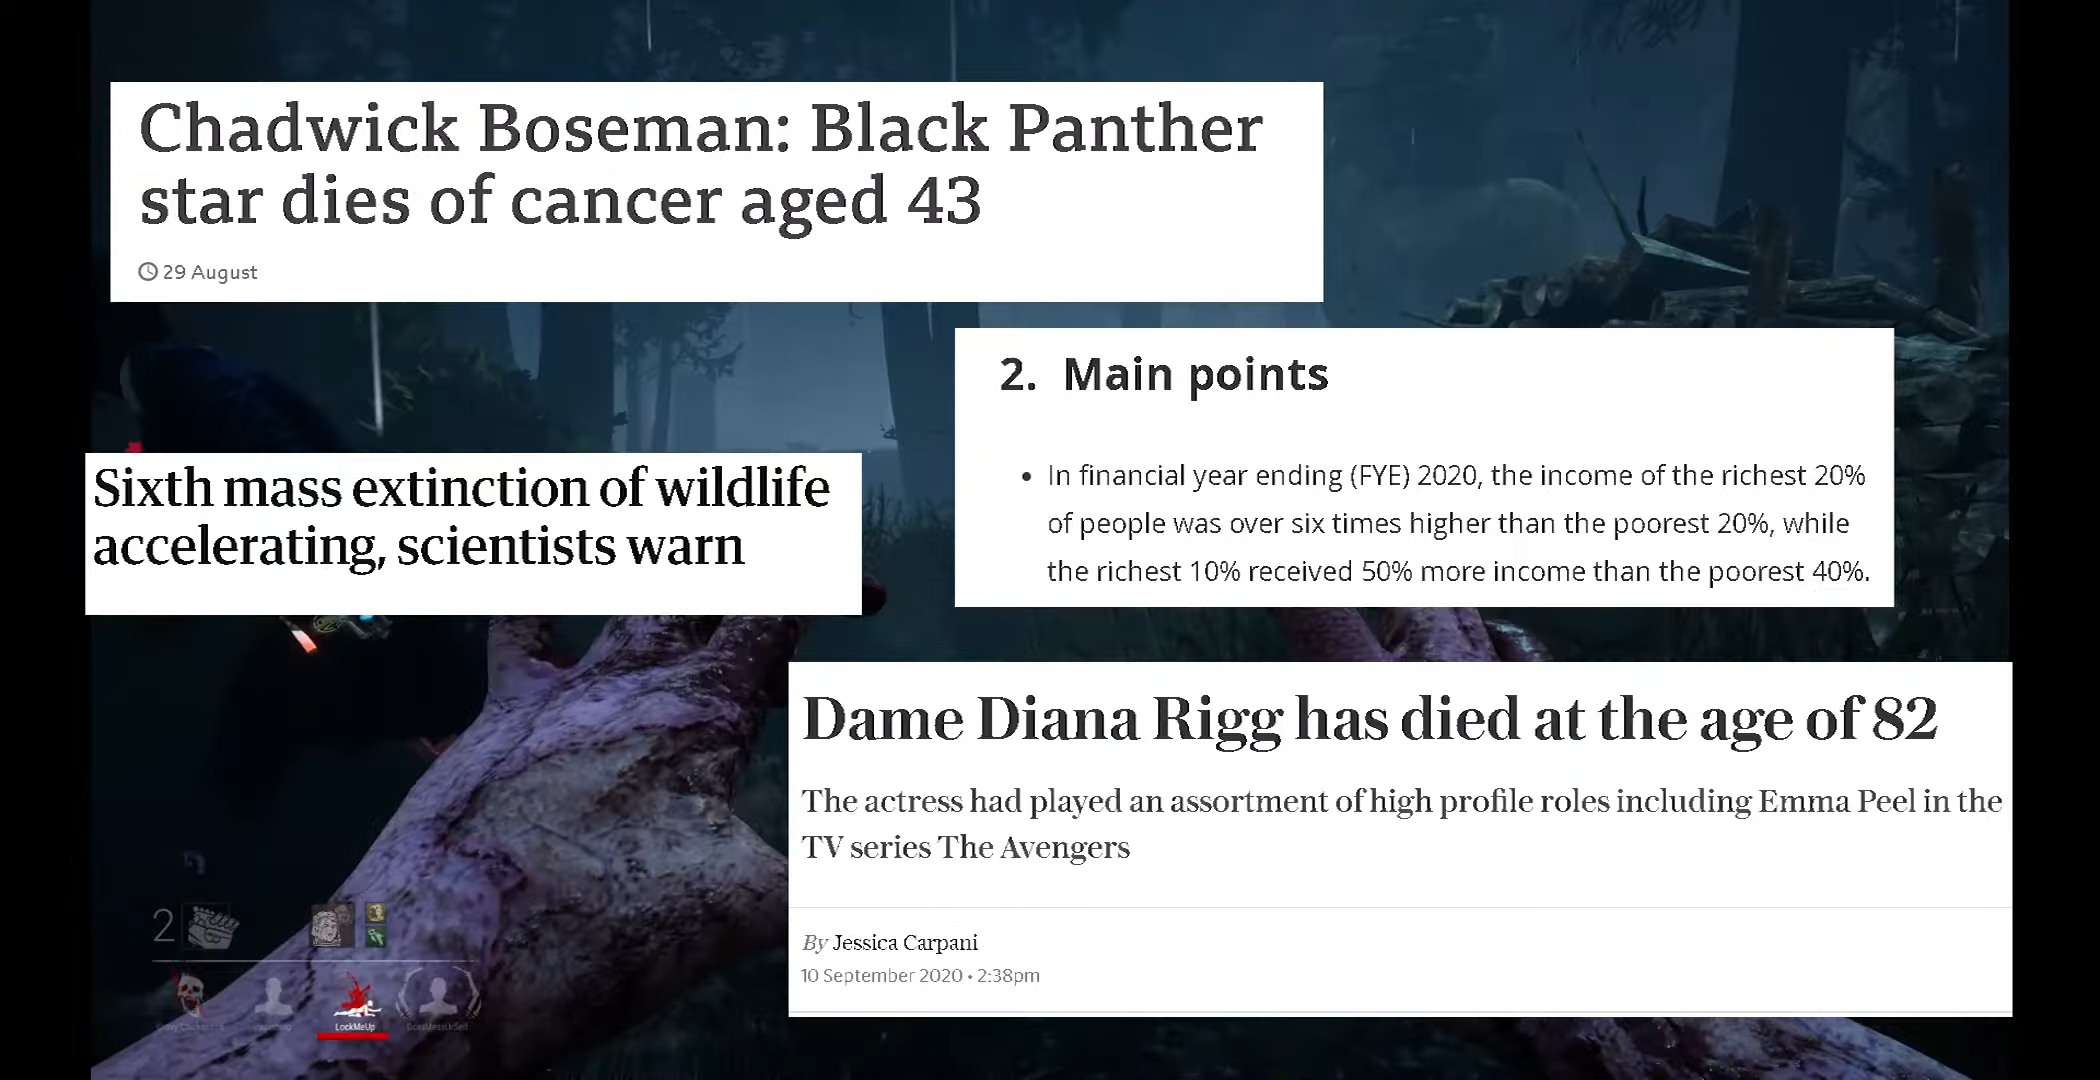 Chadwick Boseman: Black Panther
star dies of cancer aged 43
29 August
2. Main points
• In financial year ending (FYE) 2020, the income of the richest 20%
of people was over six times higher than the poorest 20%, while
the richest 10% received 50% more income than the poorest 40%.
Sixth mass extinction of wildlife
accelerating, scientists warn
Dame Diana Rigg has died at the age of 82
The actress had played an assortment of high profile roles including Emma Peel in the
TV series The Avengers
By Jessica Carpani
10 September 2020 • 2:38pm
2
LockMeUp